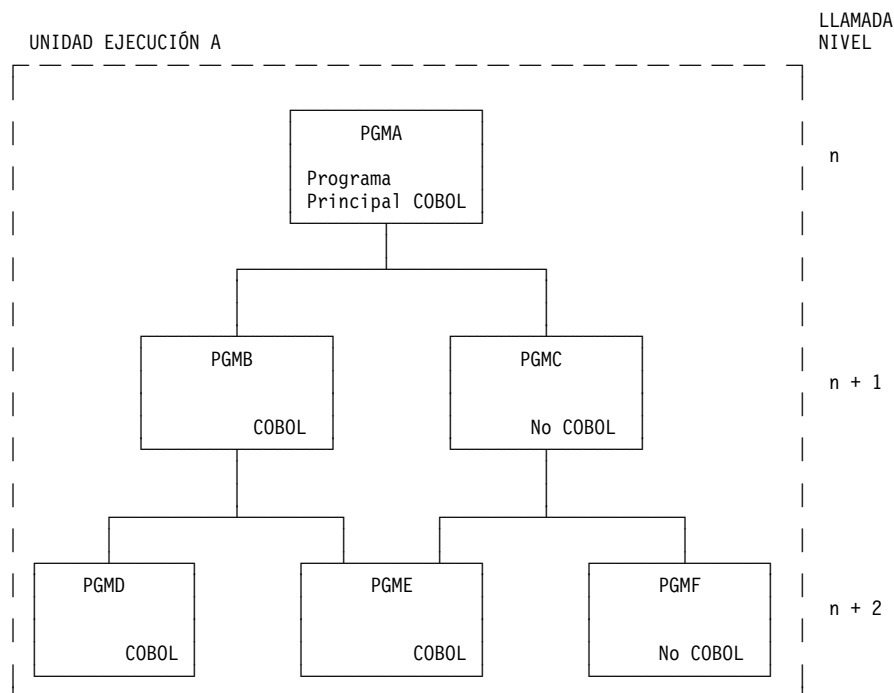 LLAMADA
UNIDAD EJECUCIÓN A NIVEL
PGMA
n
Programa
Principal COBOL
PGMB PGMC
n + 1
COBOL No COBOL
PGMD PGME PGMF
n + 2
COBOL COBOL No COBOL